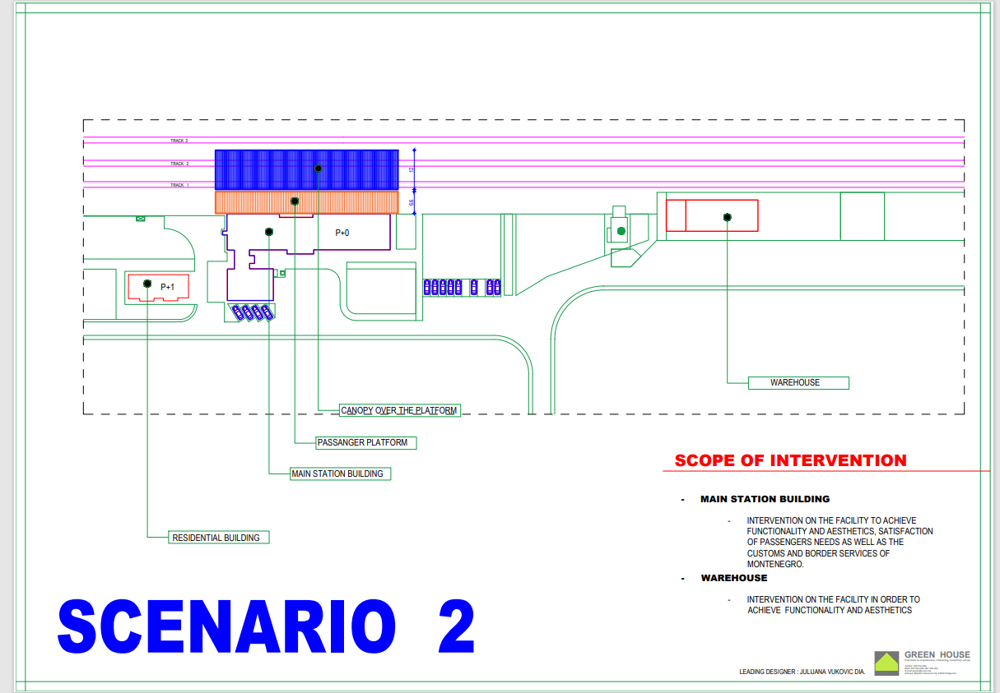 TRACK 3
TRACK 2
TRACK 1
12
6.6
P+0
P+1
WAREHOUSE
CANOPY OVER THE PLATFORM
PASSANGER PLATFORM
MAIN STATION BUILDING
RESIDENTIAL BUILDING
SCOPE OF INTERVENTION
- MAIN STATION BUILDING
- INTERVENTION ON THE FACILITY TO ACHIEVE
FUNCTIONALITY AND AESTHETICS, SATISFACTION
OF PASSENGERS NEEDS AS WELL AS THE
CUSTOMS AND BORDER SERVICES OF
MONTENEGRO.
- WAREHOUSE
- INTERVENTION ON THE FACILITY IN ORDER TO
ACHIEVE FUNCTIONALITY AND AESTHETICS
SCENARIO 2
GREEN HOUSE
LEADING DESIGNER : JULIJANA VUKOVIC DIA.